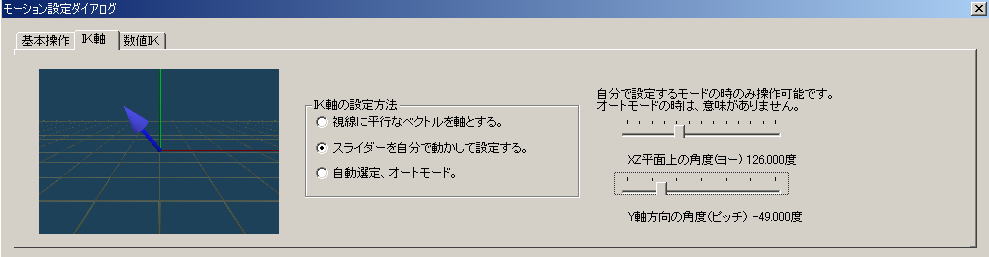 モーション設定ダイアログ
基本操作
IK軸
数値IK
IK軸の設定方法
視線に平行なベクトルを軸とする。
スライダーを自分で動かして設定する。
自動選定、オートモード。
自分で設定するモードの時のみ操作可能です。
オートモードの時は、意味がありません。
XZ平面上の角度(ヨー) 126.000度
Y軸方向の角度(ピッチ) -49.000度